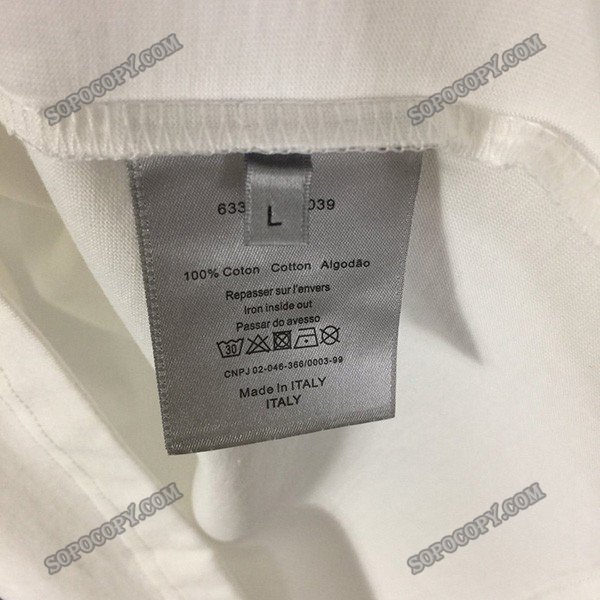 SOPOCOPY.COM
SOPOCOPY.COM
633 039
L
100% Coton Cotton Algodão
Repasser sur l'envers
Iron inside out
Passar do avesso
30
CNPJ 02-046-366/0003-99
Made In ITALY
ITALY
SOPOCOPY.COM
SOPOCOPY.COM